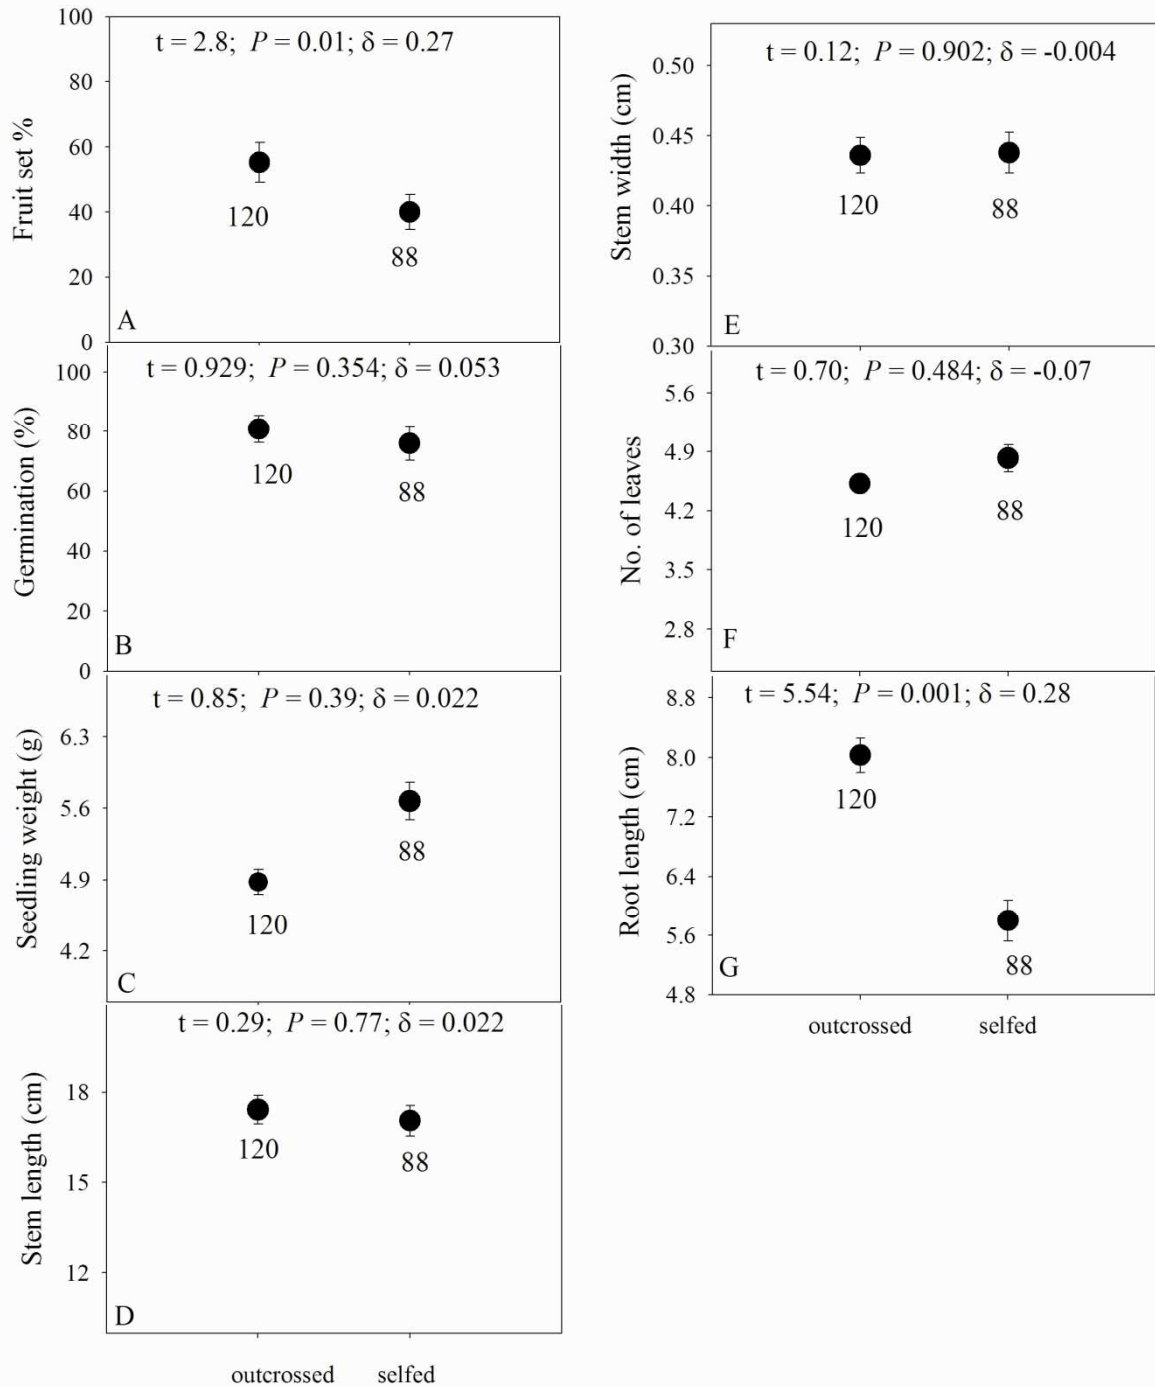 t = 2.8; P = 0.01; δ = 0.27
Fruit set %
100
80
60
40
20
0
120
88
A
t = 0.929; P = 0.354; δ = 0.053
Germination (%)
100
80
60
40
20
0
120
88
B
t = 0.85; P = 0.39; δ = 0.022
Seedling weight (g)
6.3
5.6
4.9
4.2
120
88
C
t = 0.29; P = 0.77; δ = 0.022
Stem length (cm)
18
15
12
120
88
D
outcrossed selfed
t = 0.12; P = 0.902; δ = -0.004
Stem width (cm)
0.50
0.45
0.40
0.35
0.30
120
88
E
t = 0.70; P = 0.484; δ = -0.07
No. of leaves
5.6
4.9
4.2
3.5
2.8
120
88
F
t = 5.54; P = 0.001; δ = 0.28
Root length (cm)
8.8
8.0
7.2
6.4
5.6
4.8
120
88
G
outcrossed selfed